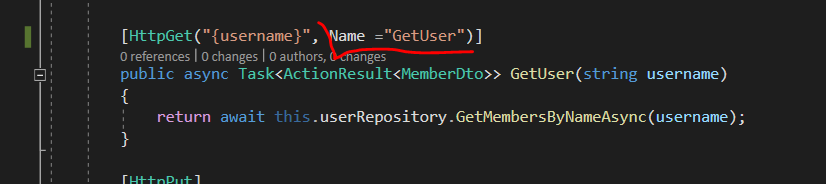 [HttpGet("{username}", Name ="GetUser")]
0 references | 0 changes | 0 authors, 0 changes
public async Task<ActionResult<MemberDto>> GetUser(string username)
{
return await this.userRepository.GetMembersByNameAsync(username);
}
[HttpPut]